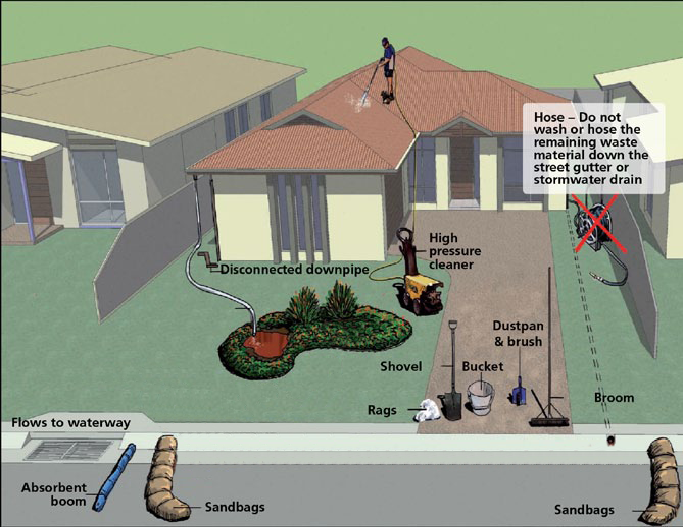 Hose – Do not
wash or hose the
remaining waste
material down the
street gutter or
stormwater drain
High
pressure
cleaner
Disconnected downpipe
Dustpan
& brush
Shovel
Bucket
Broom
Rags
Flows to waterway
Absorbent
boom
Sandbags
Sandbags